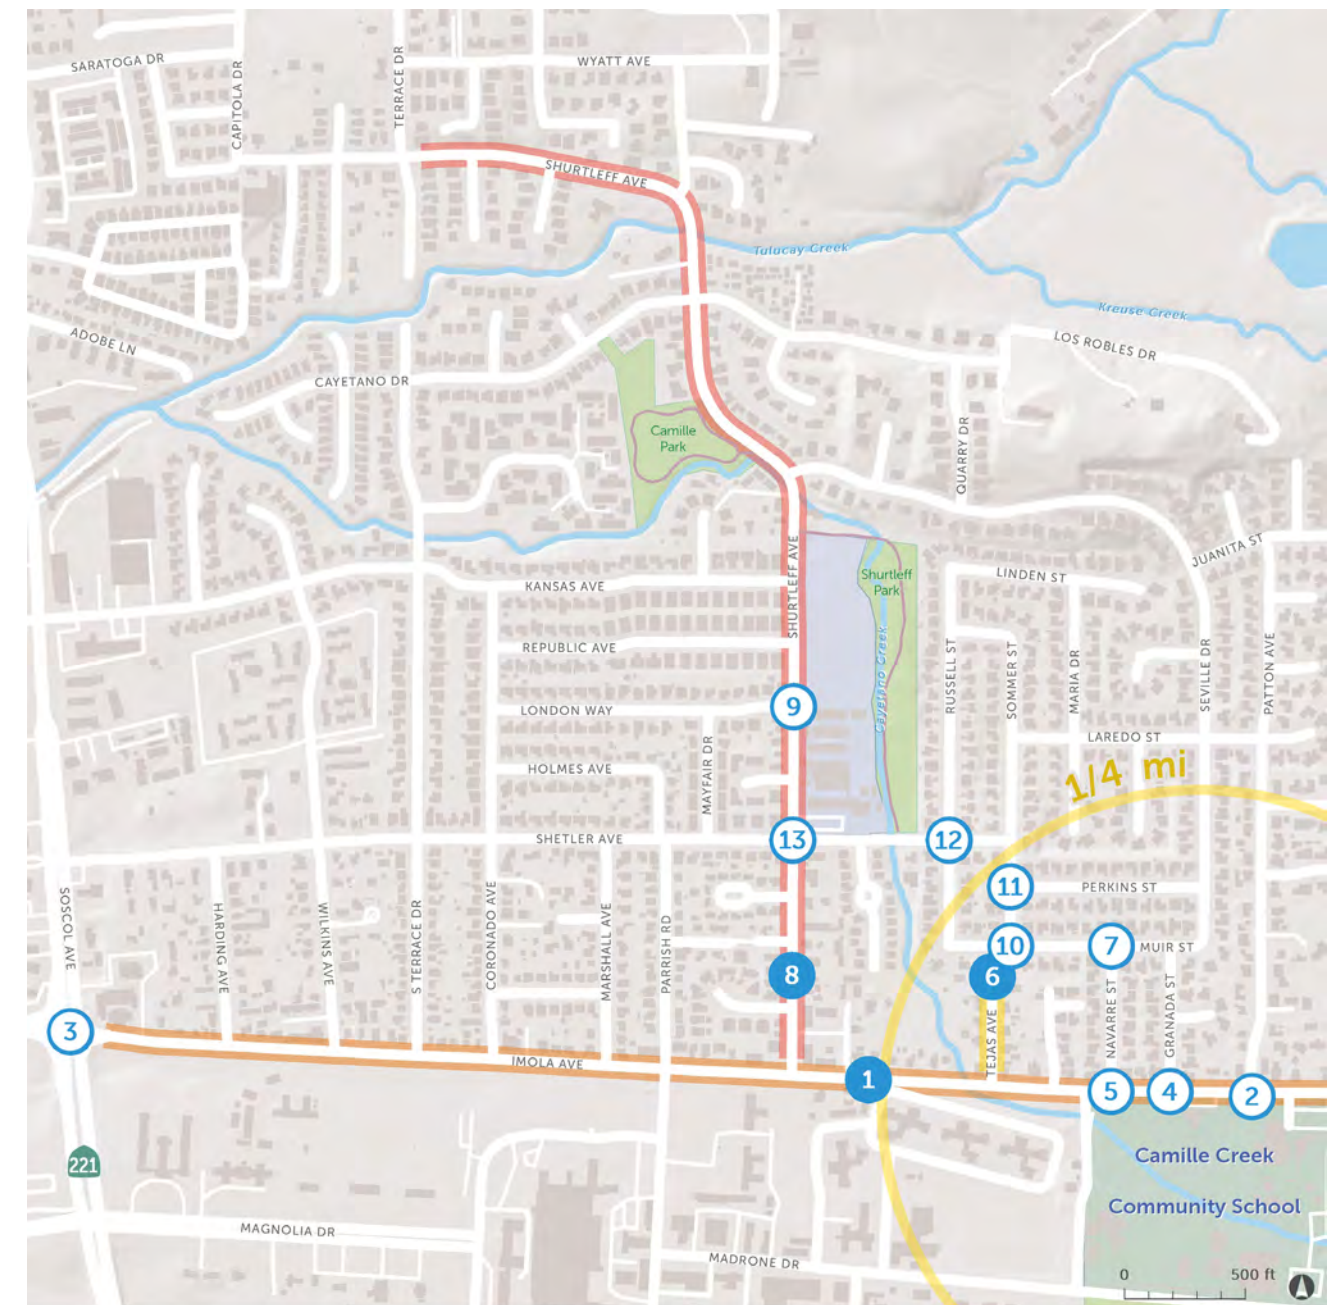 SARATOGA DR
CAPITOLA DR
TERRACE DR
WYATT AVE
SHURTLEFF AVE
Tulucay Creek
Kreuse Creek
ADOBE LN
LOS ROBLES DR
CAYETANO DR
Camille
Park
QUARRY DR
JUANITA ST
SHURTLEFF AVE
KANSAS AVE
Shurtleff
Park
LINDEN ST
REPUBLIC AVE
Cayetano Creek
RUSSELL ST
SOMMER ST
MARIA DR
SEVILLE DR
PATTON AVE
LONDON WAY
9
LAREDO ST
MAYFAIR DR
HOLMES AVE
1/4 mi
SHETLER AVE
13
12
11
PERKINS ST
SOSCOL AVE
HARDING AVE
WILKINS AVE
S TERRACE DR
CORONADO AVE
MARSHALL AVE
PARRISH RD
10
7
MUIR ST
8
6
TEJAS AVE
NAVARRE ST
GRANADA ST
3
IMOLA AVE
1
5
4
2
221
Camille Creek
Community School
MAGNOLIA DR
MADRONE DR
0
500 ft